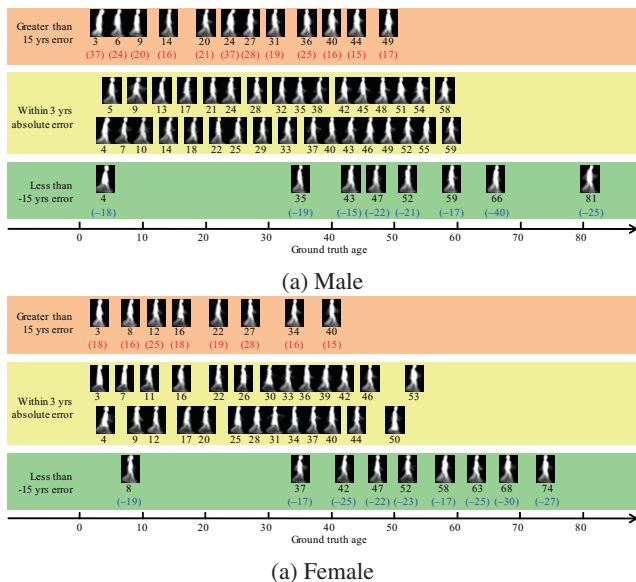 Greater than
15 yrs error
3 6 9 14 20 24 27 31 36 40 44 49
(37) (24) (20) (16) (21) (37) (28) (19) (25) (16) (15) (17)
Within 3 yrs
absolute error
5 9 13 17 21 24 28 32 35 38 42 45 48 51 54 58
4 7 10 14 18 22 25 29 33 37 40 43 46 49 52 55 59
Less than
-15 yrs error
4 35 43 47 52 59 66 81
(−18) (−19) (−15) (−22) (−21) (−17) (−40) (−25)
0 10 20 30 40 50 60 70 80
Ground truth age
(a) Male
Greater than
15 yrs error
3 8 12 16 22 27 34 40
(18) (16) (25) (18) (19) (28) (16) (15)
Within 3 yrs
absolute error
3 7 11 16 22 26 30 33 36 39 42 46 53
4 9 12 17 20 25 28 31 34 37 40 44 50
Less than
-15 yrs error
8 37 42 47 52 58 63 68 74
(−19) (−17) (−25) (−22) (−23) (−17) (−25) (−30) (−27)
0 10 20 30 40 50 60 70 80
Ground truth age
(a) Female